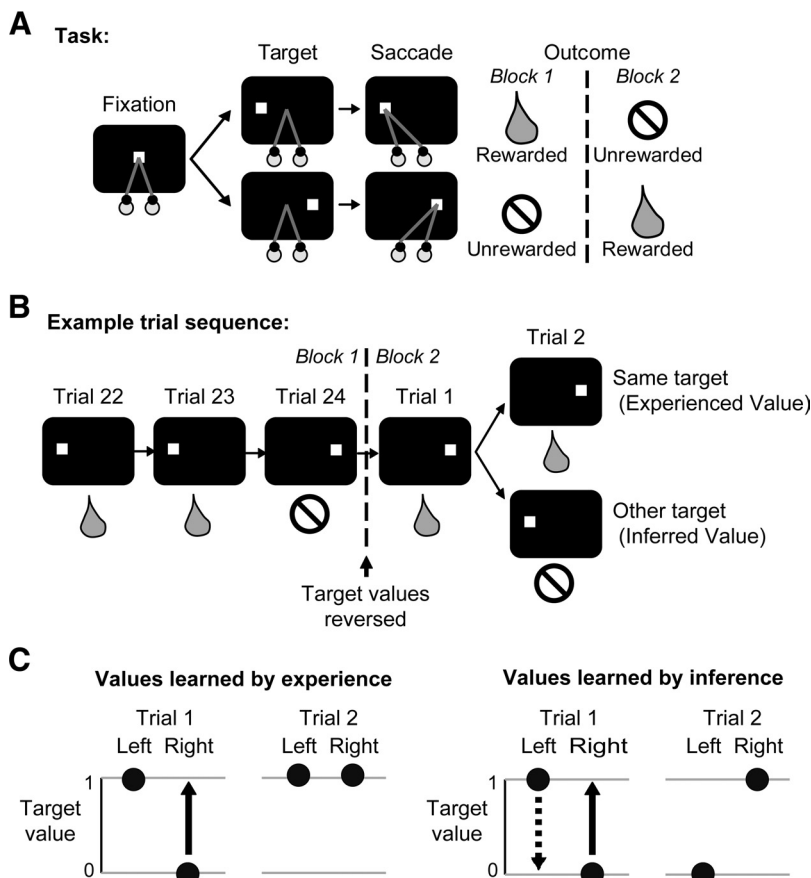 A
Task:
Target Saccade Outcome
Block 1 Block 2
Fixation
Rewarded Unrewarded
Unrewarded Rewarded
B
Example trial sequence:
Block 1 Block 2
Trial 2
Trial 22 Trial 23 Trial 24 Trial 1
Same target
(Experienced Value)
Other target
(Inferred Value)
Target values
reversed
C
Values learned by experience
Trial 1 Trial 2
Left Right Left Right
1
Target
value
0
Values learned by inference
Trial 1 Trial 2
Left Right Left Right
1
Target
value
0